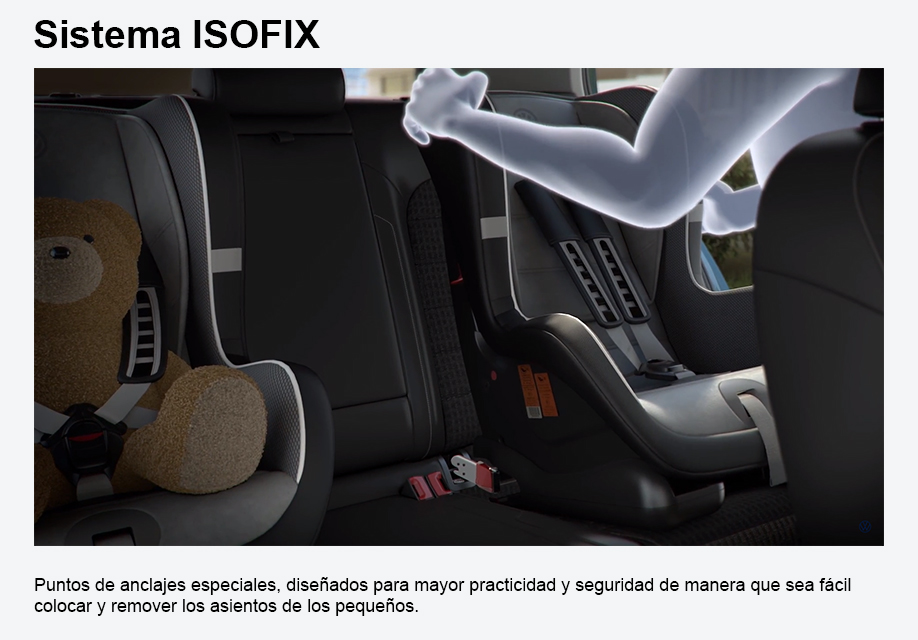 Sistema ISOFIX
Puntos de anclajes especiales, diseñados para mayor practicidad y seguridad de manera que sea fácil
colocar y remover los asientos de los pequeños.